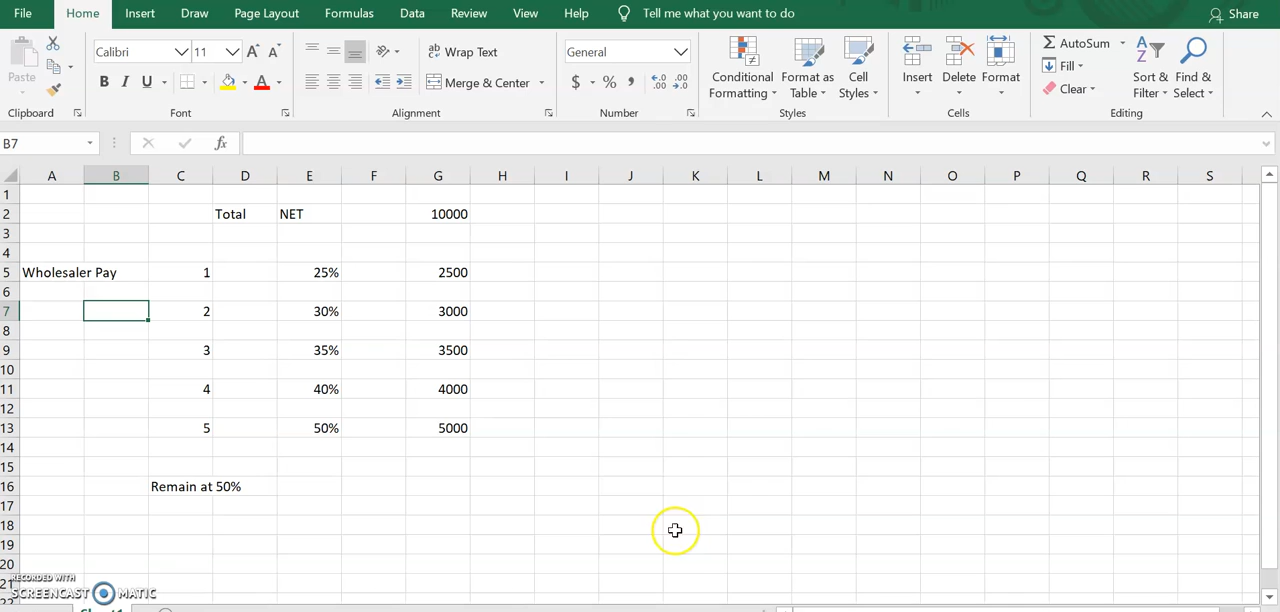 File Home Insert Draw Page Layout Formulas Data Review View Help Tell me what you want to do Share
Paste Calibri 11 Wrap Text General AutoSum
B I U Merge & Center $ % , Conditional Formatting Format as Table Cell Styles Insert Delete Format Fill Clear Sort & Filter Find & Select
Clipboard Font Alignment Number Styles Cells Editing
B7 fx
A B C D E F G H I J K L M N O P Q R S
1
2 Total NET 10000
3
4
5 Wholesaler Pay 1 25% 2500
6
7 2 30% 3000
8
9 3 35% 3500
10
11 4 40% 4000
12
13 5 50% 5000
14
15
16 Remain at 50%
17
18
19
20
21
RECORDED WITH
SCREENCAST MATIC